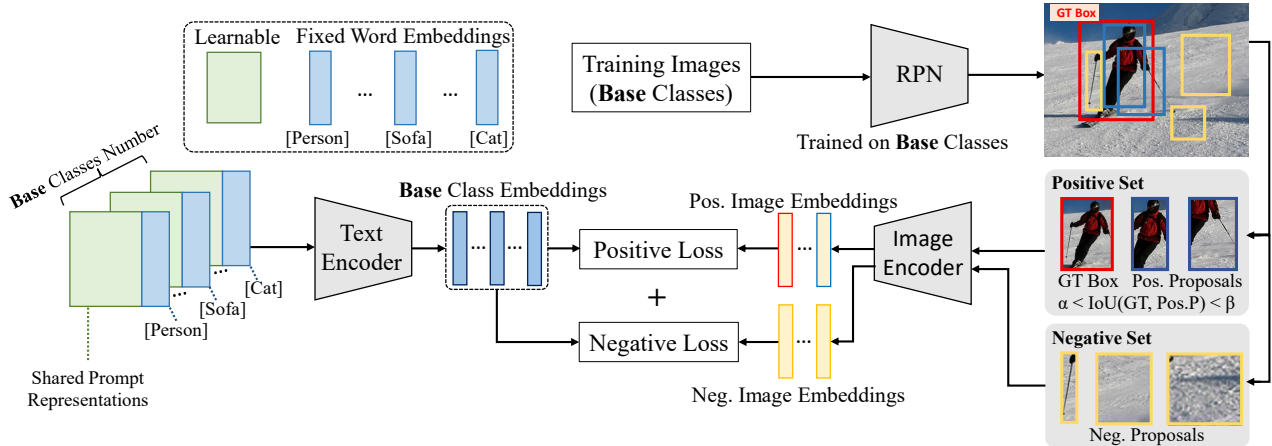 Learnable
Fixed Word Embeddings
...
...
[Person]
[Sofa]
[Cat]
Training Images
(Base Classes)
RPN
Trained on Base Classes
GT Box
Base Classes Number
...
...
[Person]
[Sofa]
[Cat]
Shared Prompt
Representations
Text
Encoder
Base Class Embeddings
...
...
Positive Loss
+
Negative Loss
Pos. Image Embeddings
...
...
Neg. Image Embeddings
Image
Encoder
Positive Set
GT Box
Pos. Proposals
α < IoU(GT, Pos.P) < β
Negative Set
Neg. Proposals